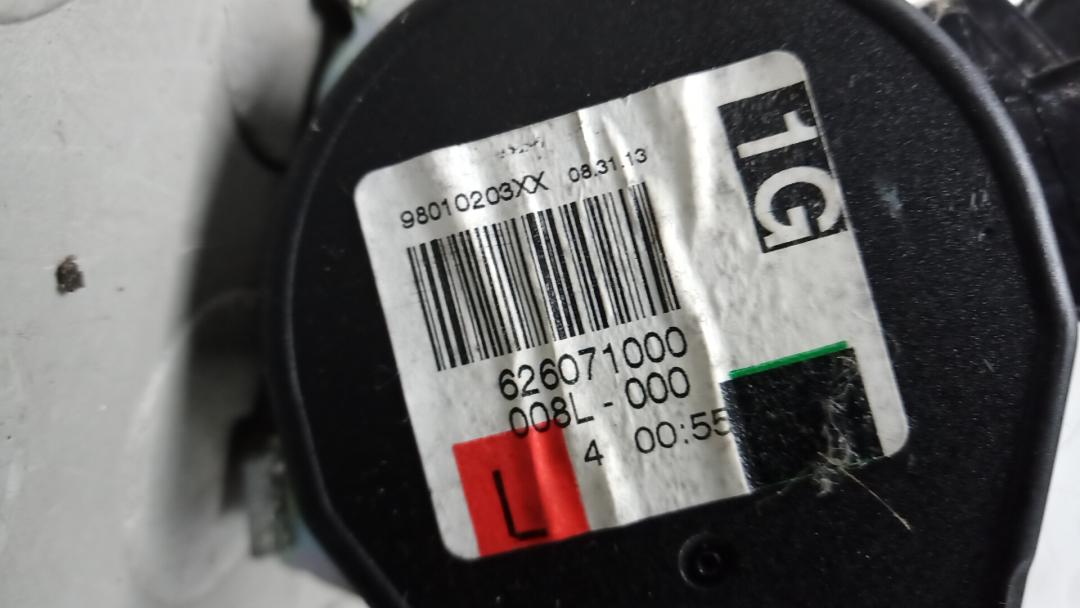 98010203XX 08.31.13
1G
626071000
008L - 000
4 00:55
L